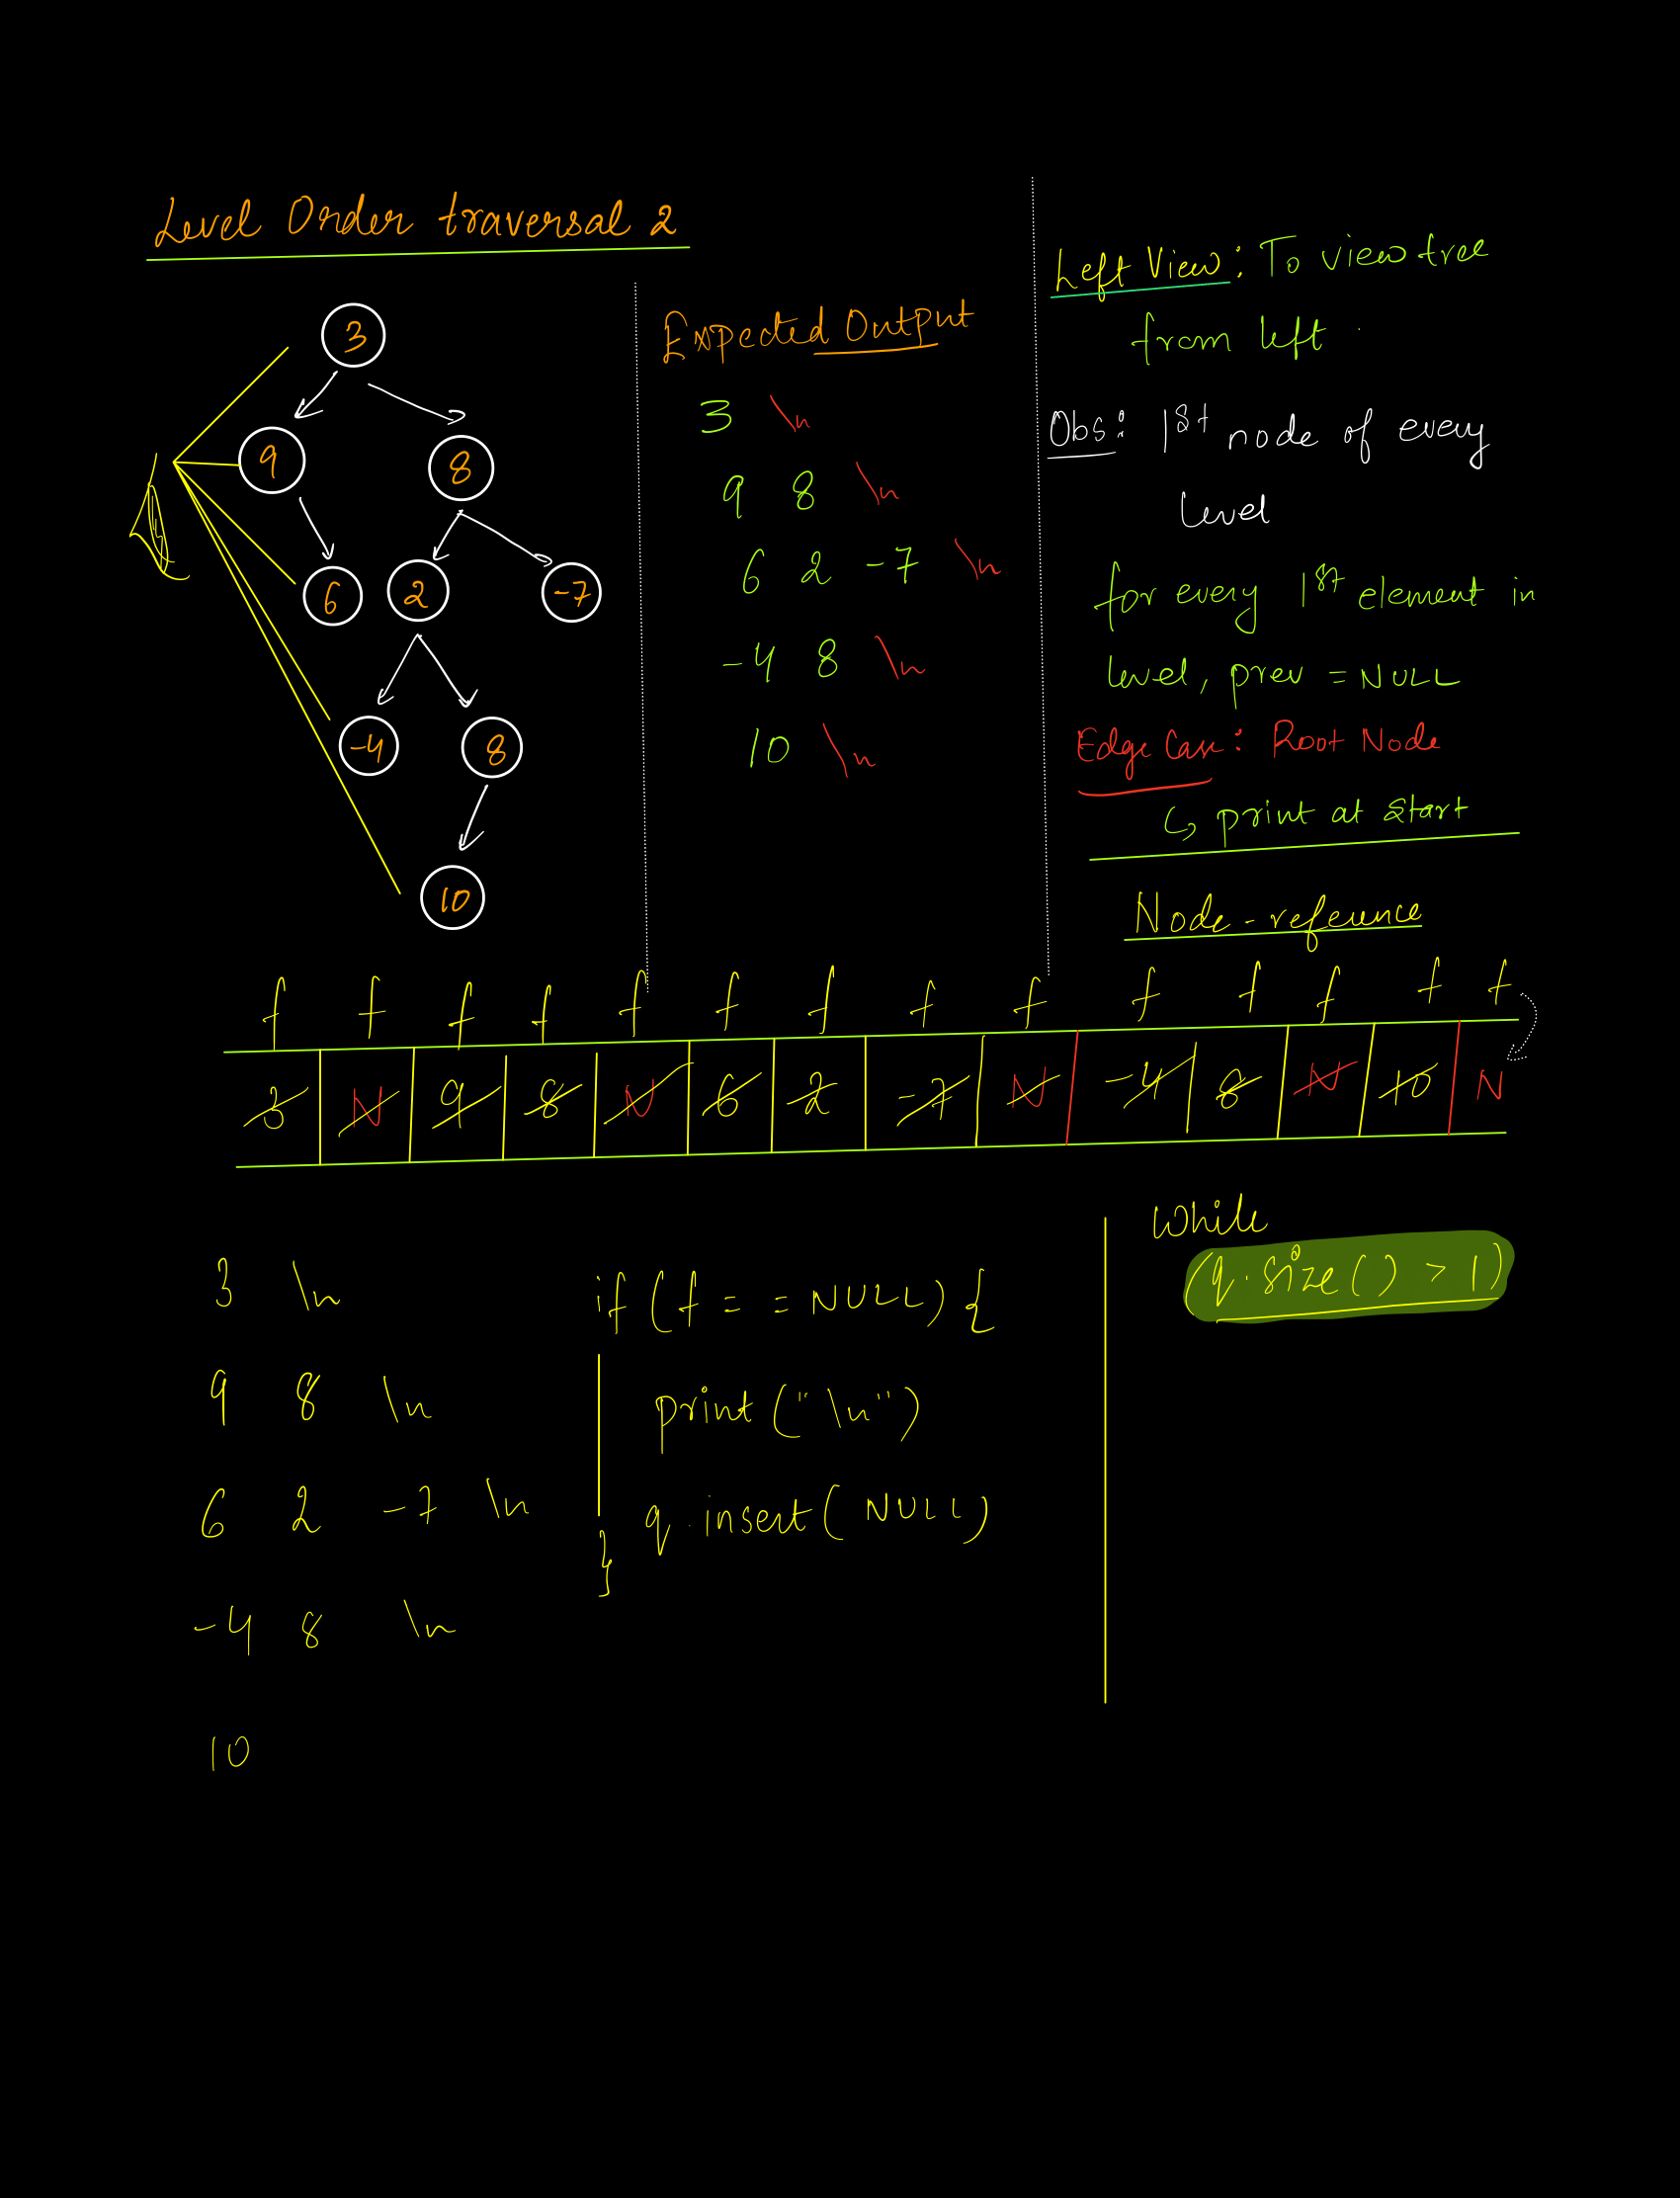 Level Order traversal 2
3
9 8
6 2 -7
-4 8
10
Expected Output
3 \n
9 8 \n
6 2 -7 \n
-4 8 \n
10 \n
Left View : To view tree
from left
Obs : 1st node of every
level
for every 1st element in
level, prev = NULL
Edge Case : Root Node
↳ print at start
Node - reference
f f f f f f f f f f f f f f
3 N 9 8 N 6 2 -7 N -4 8 N 10 N
3 \n
9 8 \n
6 2 -7 \n
-4 8 \n
10
if (f == NULL) {
print ("\n")
q.insert ( NULL)
}
While
(q.size() > 1)